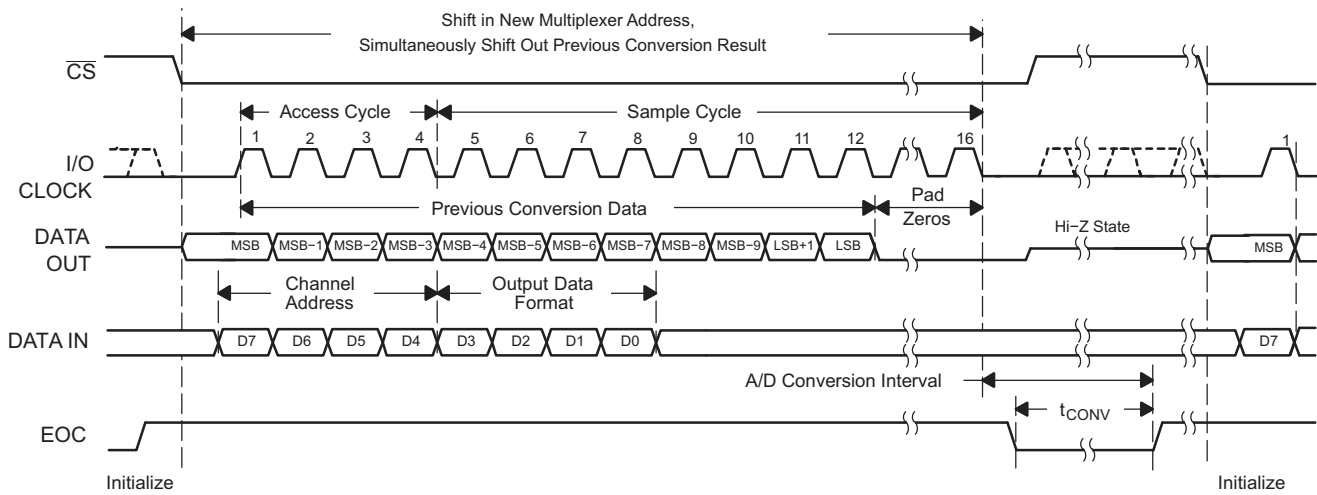 Shift in New Multiplexer Address,
Simultaneously Shift Out Previous Conversion Result
CS
Access Cycle Sample Cycle
1 2 3 4 5 6 7 8 9 10 11 12 16 1
I/O
CLOCK
Previous Conversion Data
Pad
Zeros
DATA
OUT
MSB MSB−1 MSB−2 MSB−3 MSB−4 MSB−5 MSB−6 MSB−7 MSB−8 MSB−9 LSB+1 LSB Hi−Z State MSB
Channel
Address
Output Data
Format
DATA IN D7 D6 D5 D4 D3 D2 D1 D0 D7
A/D Conversion Interval
tCONV
EOC
Initialize Initialize